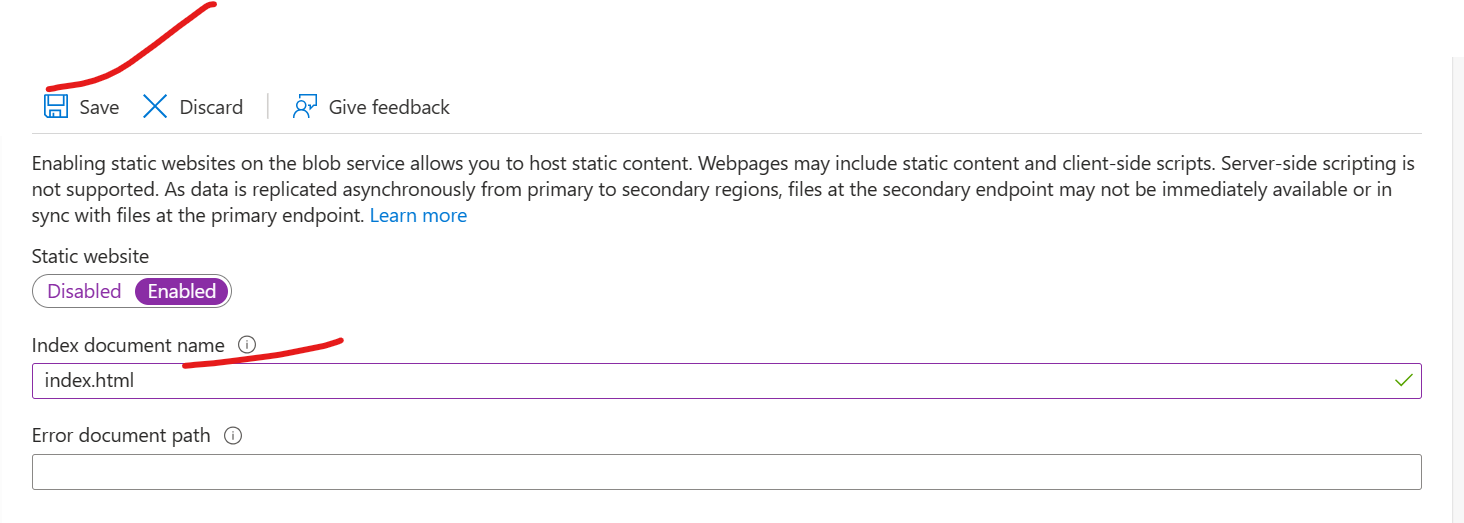 Save Discard Give feedback
Enabling static websites on the blob service allows you to host static content. Webpages may include static content and client-side scripts. Server-side scripting is
not supported. As data is replicated asynchronously from primary to secondary regions, files at the secondary endpoint may not be immediately available or in
sync with files at the primary endpoint. Learn more
Static website
Disabled Enabled
Index document name
index.html
Error document path